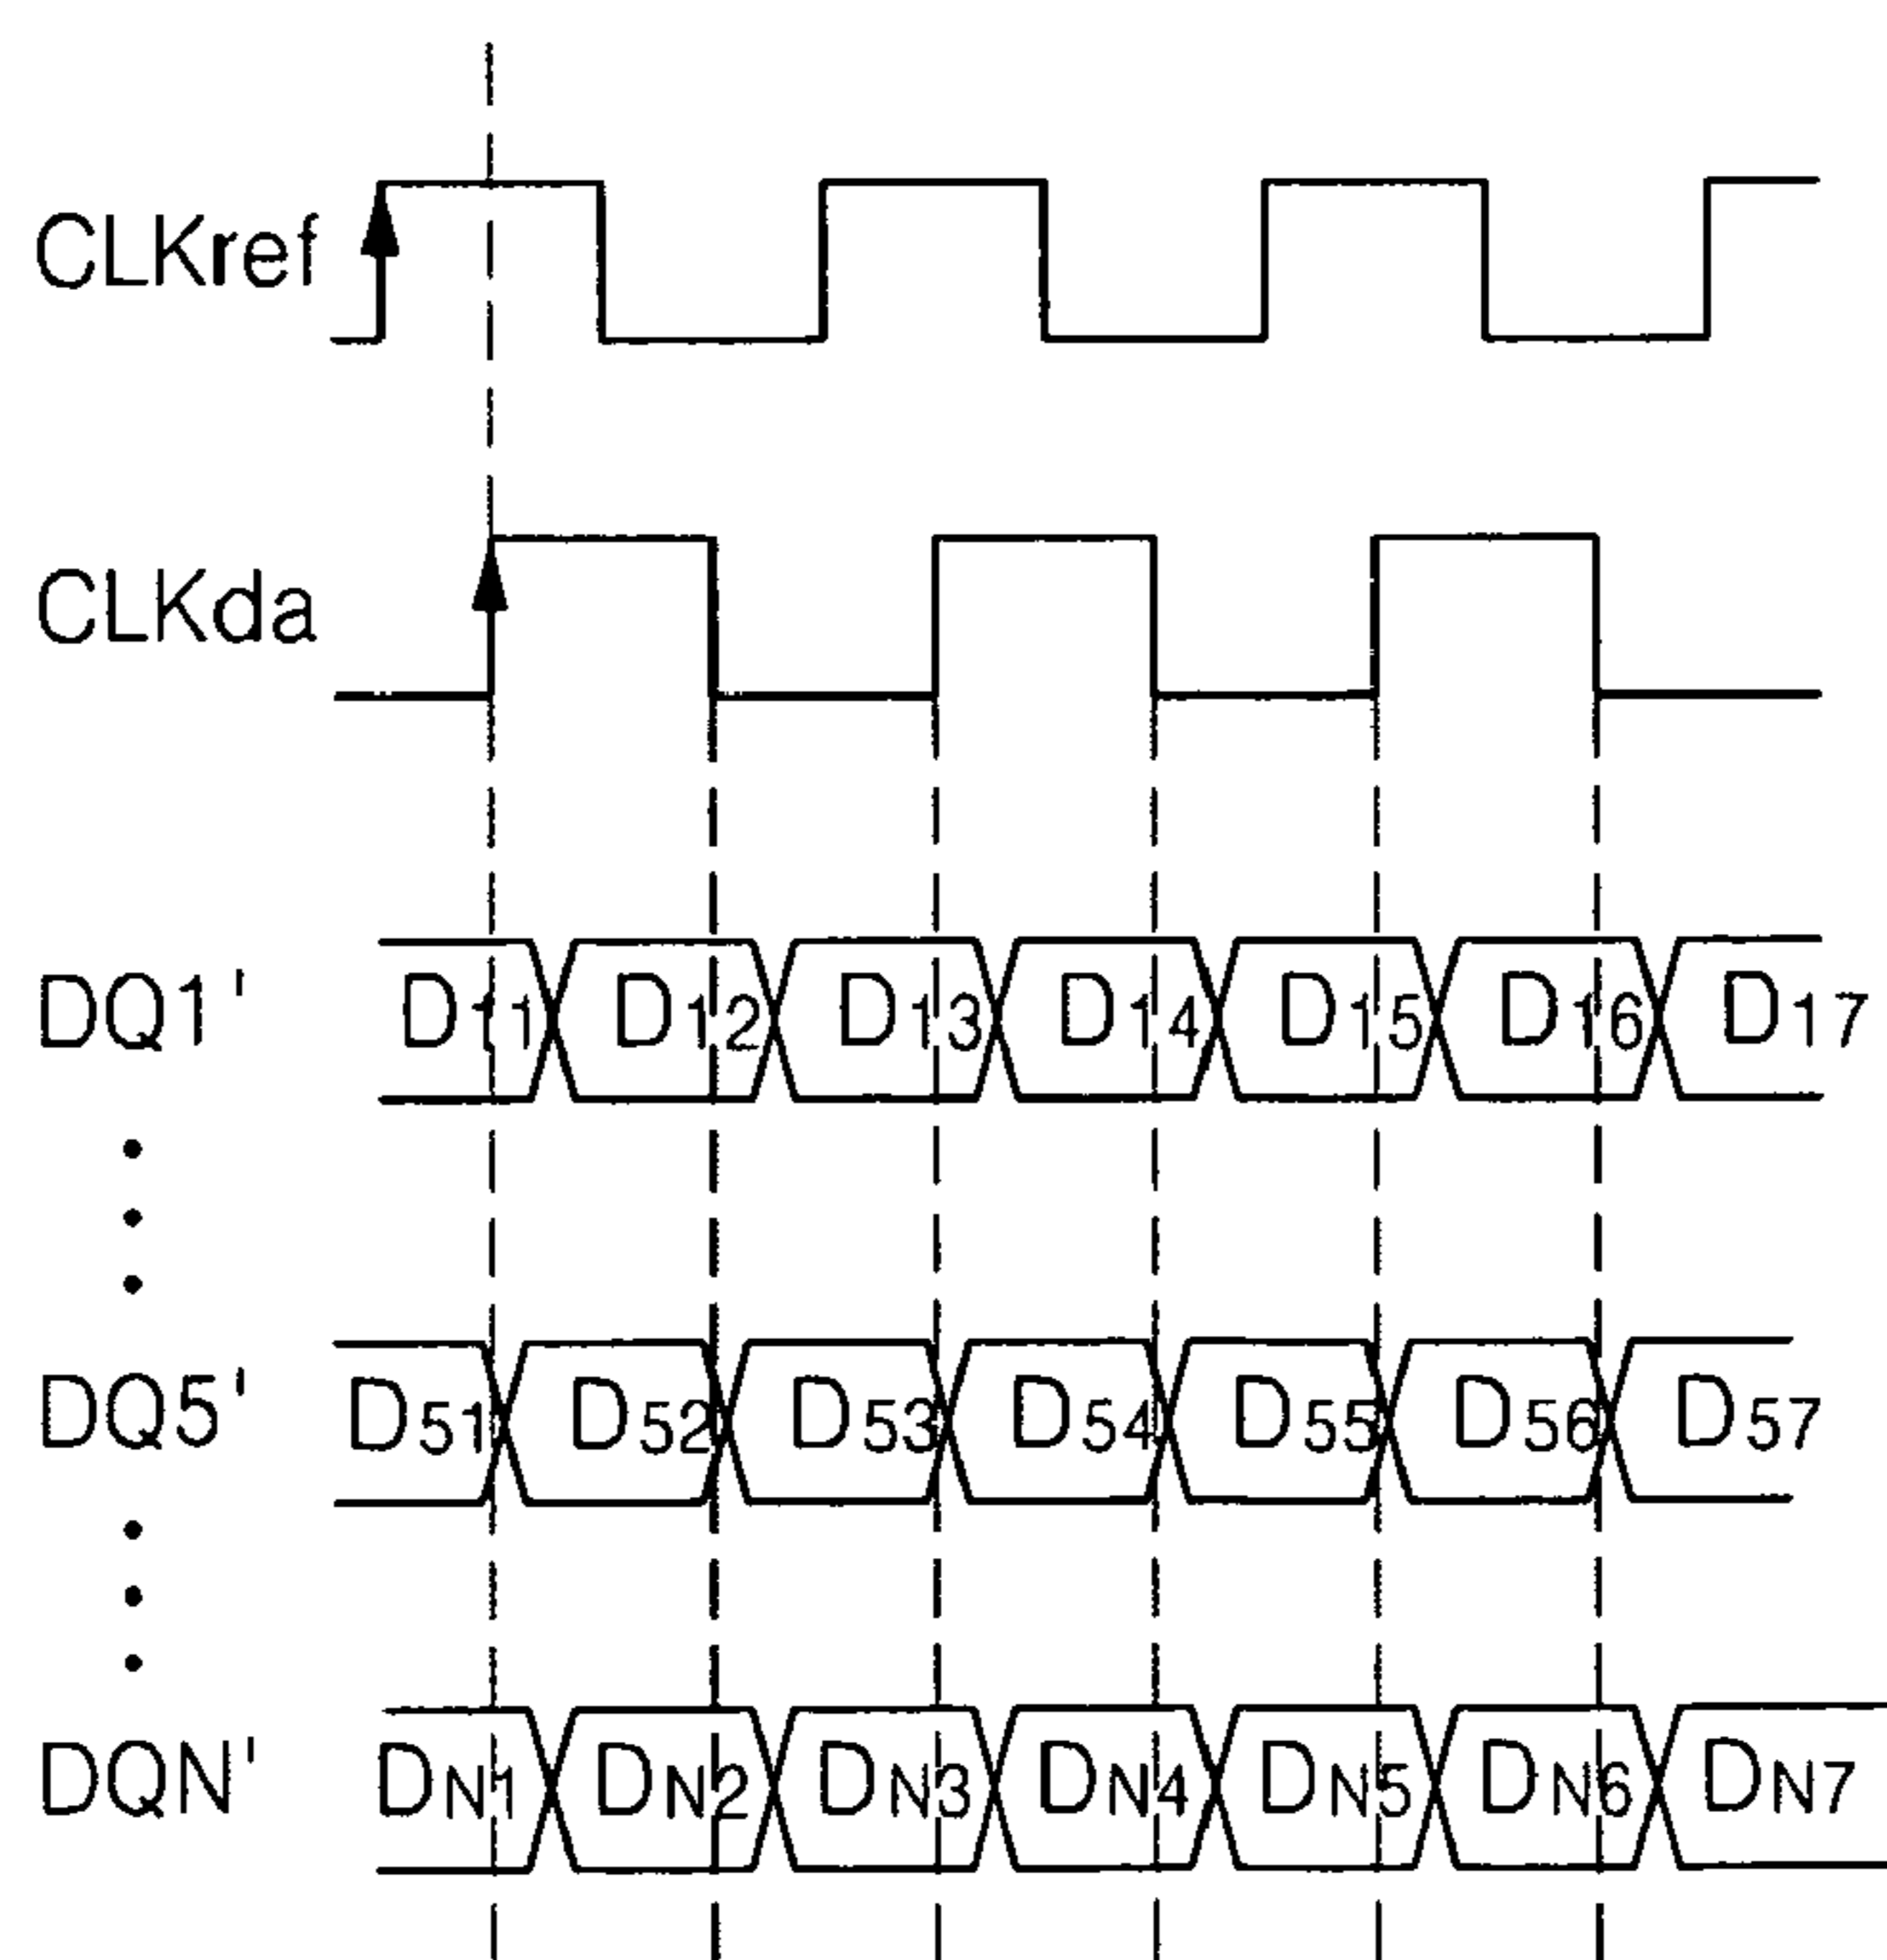 CLKref
CLKda
DQ1' D11 D12 D13 D14 D15 D16 D17
DQ5' D51 D52 D53 D54 D55 D56 D57
DQN' DN1 DN2 DN3 DN4 DN5 DN6 DN7